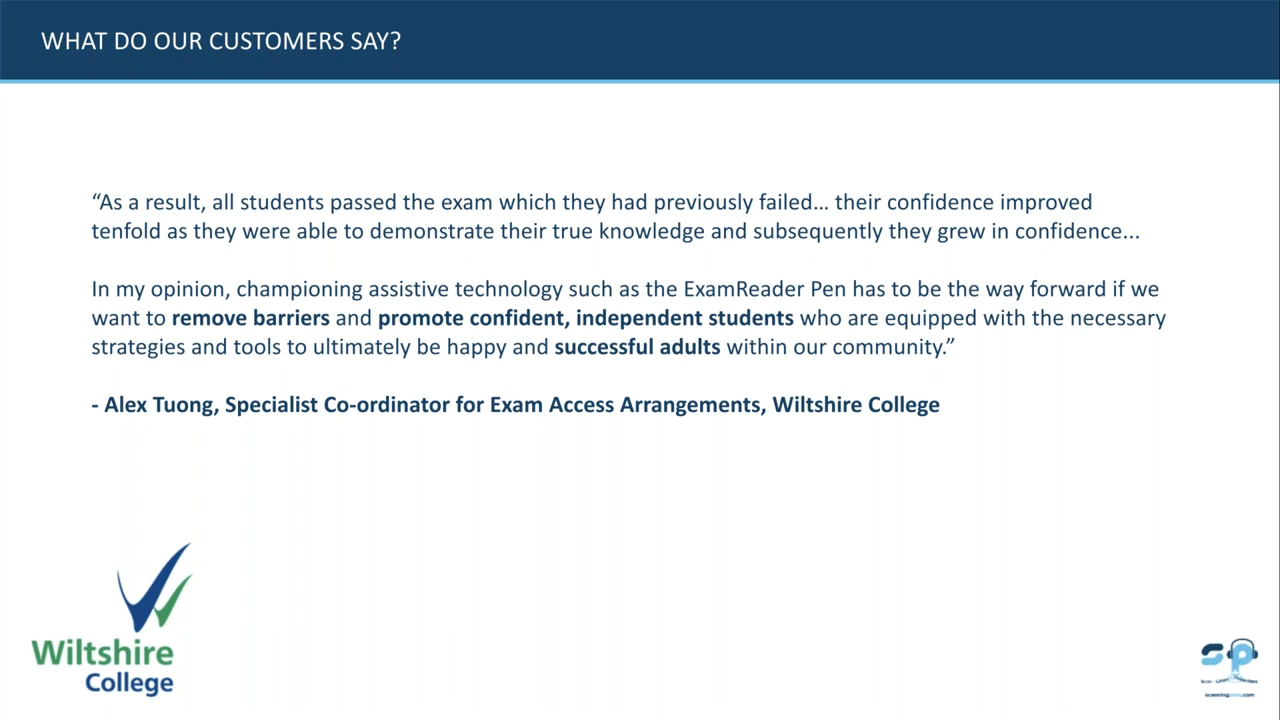 WHAT DO OUR CUSTOMERS SAY?
“As a result, all students passed the exam which they had previously failed… their confidence improved
tenfold as they were able to demonstrate their true knowledge and subsequently they grew in confidence...
In my opinion, championing assistive technology such as the ExamReader Pen has to be the way forward if we
want to remove barriers and promote confident, independent students who are equipped with the necessary
strategies and tools to ultimately be happy and successful adults within our community.”
- Alex Tuong, Specialist Co-ordinator for Exam Access Arrangements, Wiltshire College
Wiltshire
College
sp
Scan - Listen
scanningpens.com